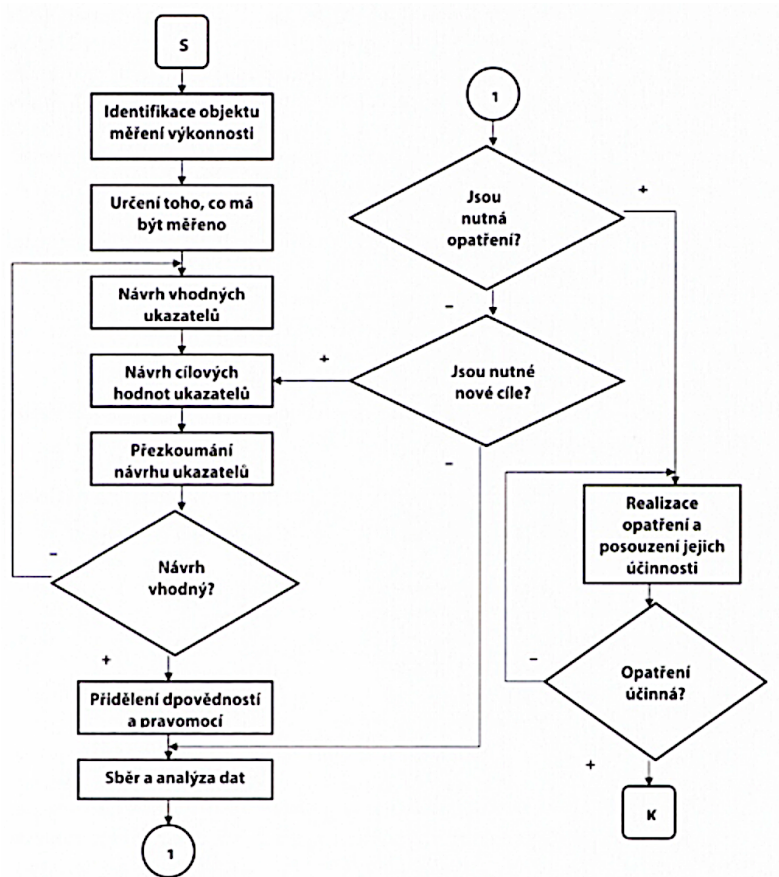 S
Identifikace objektu
měření výkonnosti
Určení toho, co má
být měřeno
Návrh vhodných
ukazatelů
Návrh cílových
hodnot ukazatelů
Přezkoumání
návrhu ukazatelů
–
Návrh
vhodný?
+
Přidělení dpovědností
a pravomocí
Sběr a analýza dat
1
1
Jsou
nutná
opatření?
+
–
+
Jsou nutné
nové cíle?
–
Realizace
opatření a
posouzení jejich
účinnosti
–
Opatření
účinná?
+
K